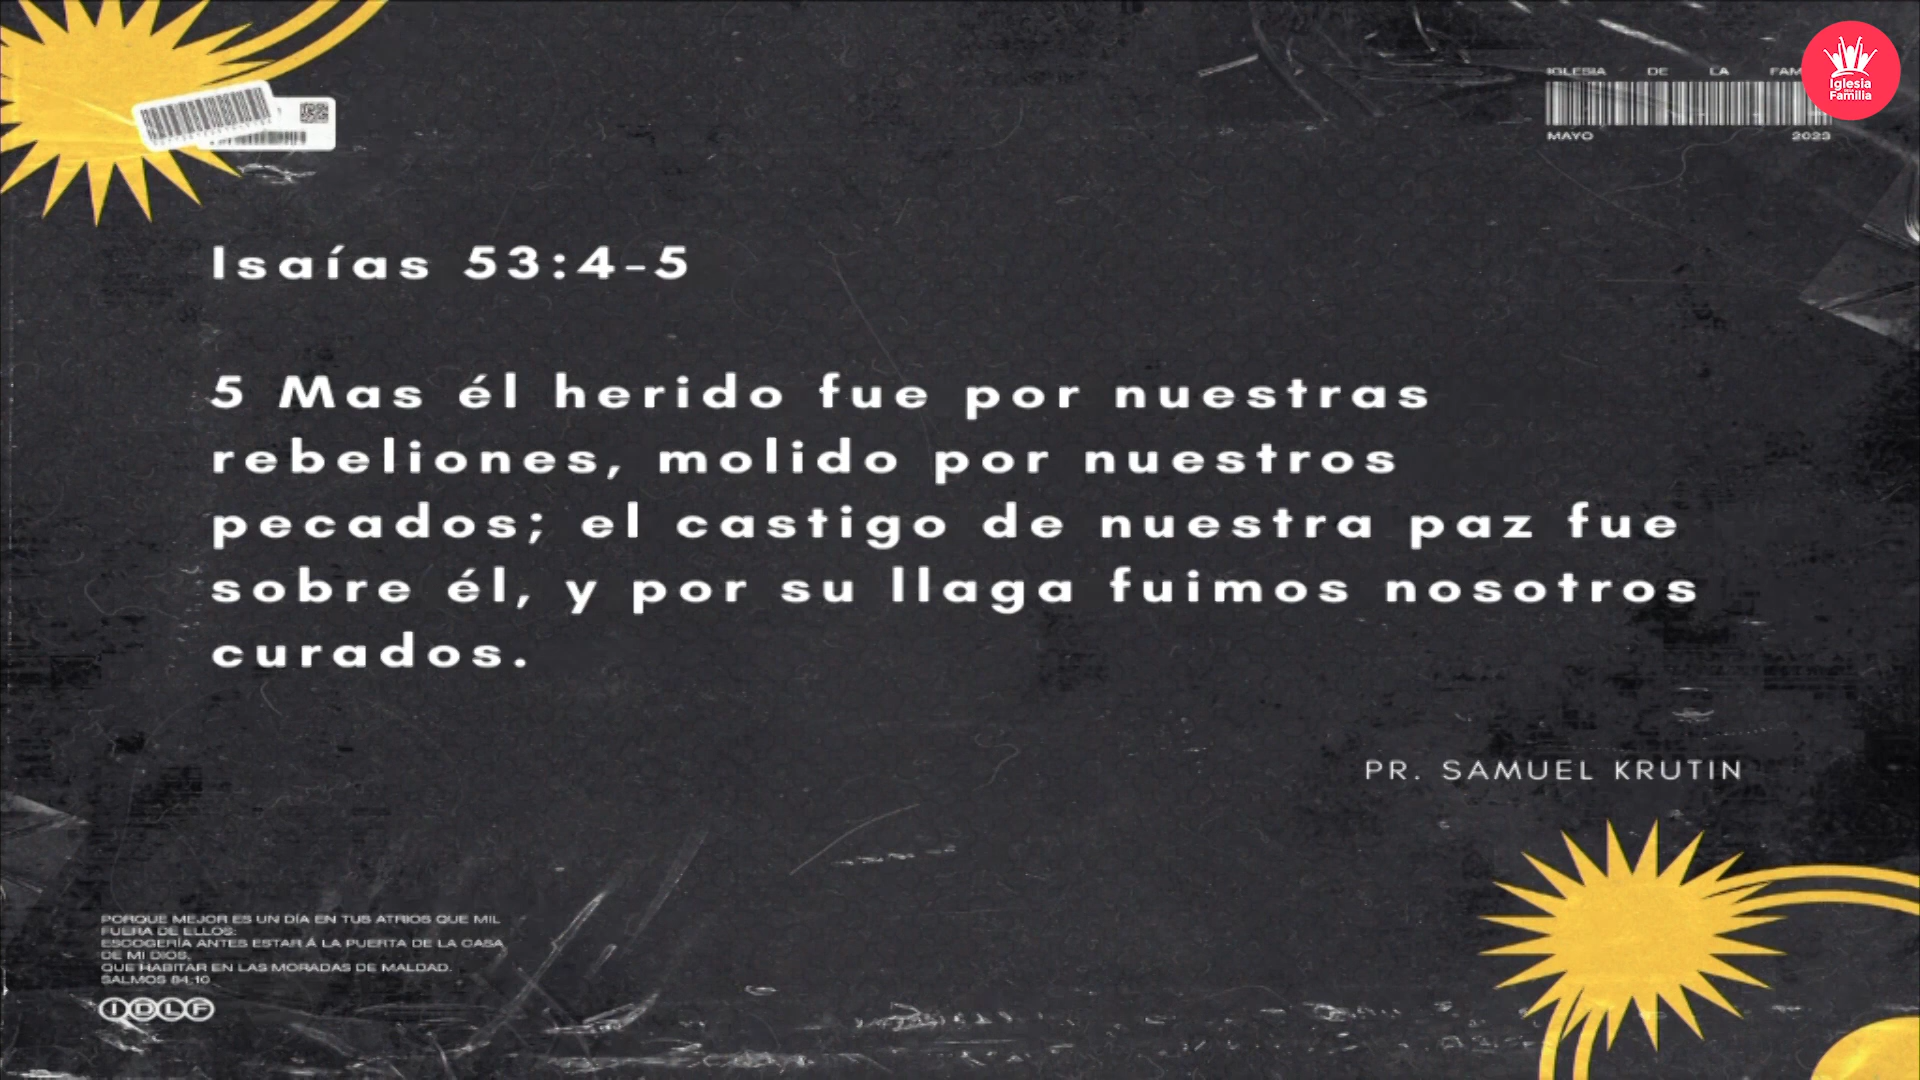 IGLESIA DE LA
Iglesia
Familia
MAYO 2023
Isaías 53:4-5
5 Mas él herido fue por nuestras
rebeliones, molido por nuestros
pecados; el castigo de nuestra paz fue
sobre él, y por su llaga fuimos nosotros
curados.
PR. SAMUEL KRUTIN
PORQUE MEJOR ES UN DÍA EN TUS ATRIOS QUE MIL
FUERA DE ELLOS:
ESCOGERÍA ANTES ESTAR Á LA PUERTA DE LA CASA
DE MI DIOS,
QUE HABITAR EN LAS MORADAS DE MALDAD.
SALMOS 84:10
IDLF